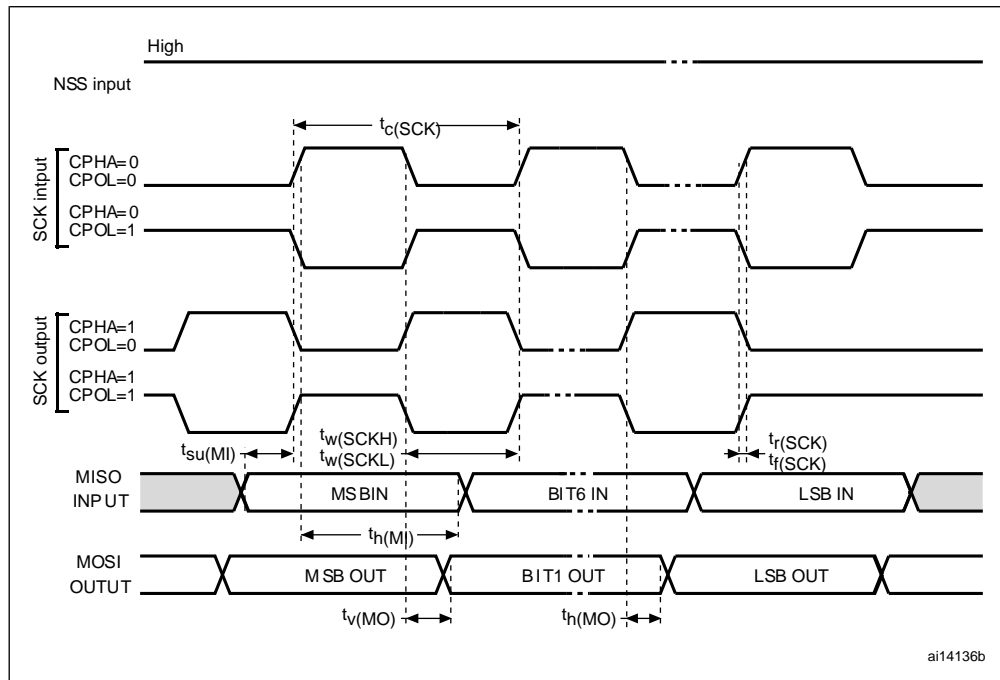 High
NSS input
tc(SCK)
SCK intput
CPHA=0
CPOL=0
CPHA=0
CPOL=1
SCK output
CPHA=1
CPOL=0
CPHA=1
CPOL=1
tsu(MI)
tw(SCKH)
tw(SCKL)
tr(SCK)
tf(SCK)
MISO
INPUT
MSBIN
BIT6 IN
LSB IN
th(MI)
MOSI
OUTUT
MSB OUT
BIT1 OUT
LSB OUT
tv(MO)
th(MO)
ai14136b